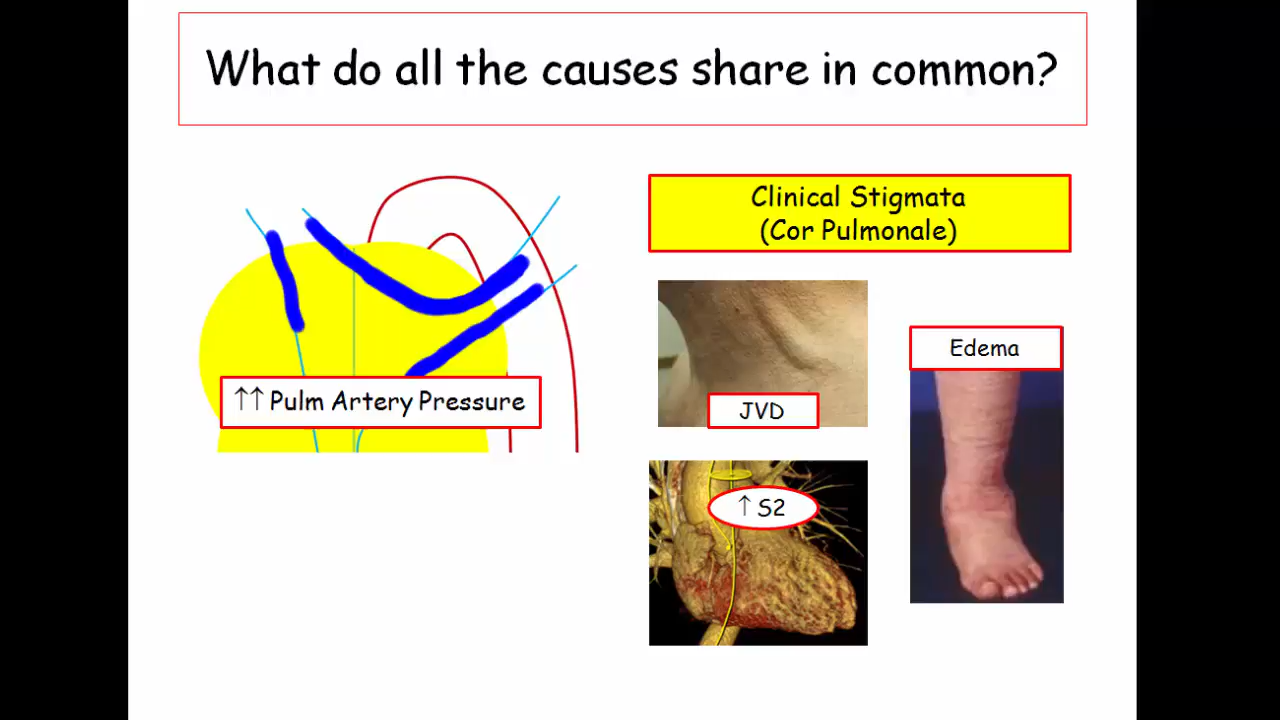 What do all the causes share in common?
Clinical Stigmata
(Cor Pulmonale)
↑↑ Pulm Artery Pressure
JVD
Edema
↑ S2